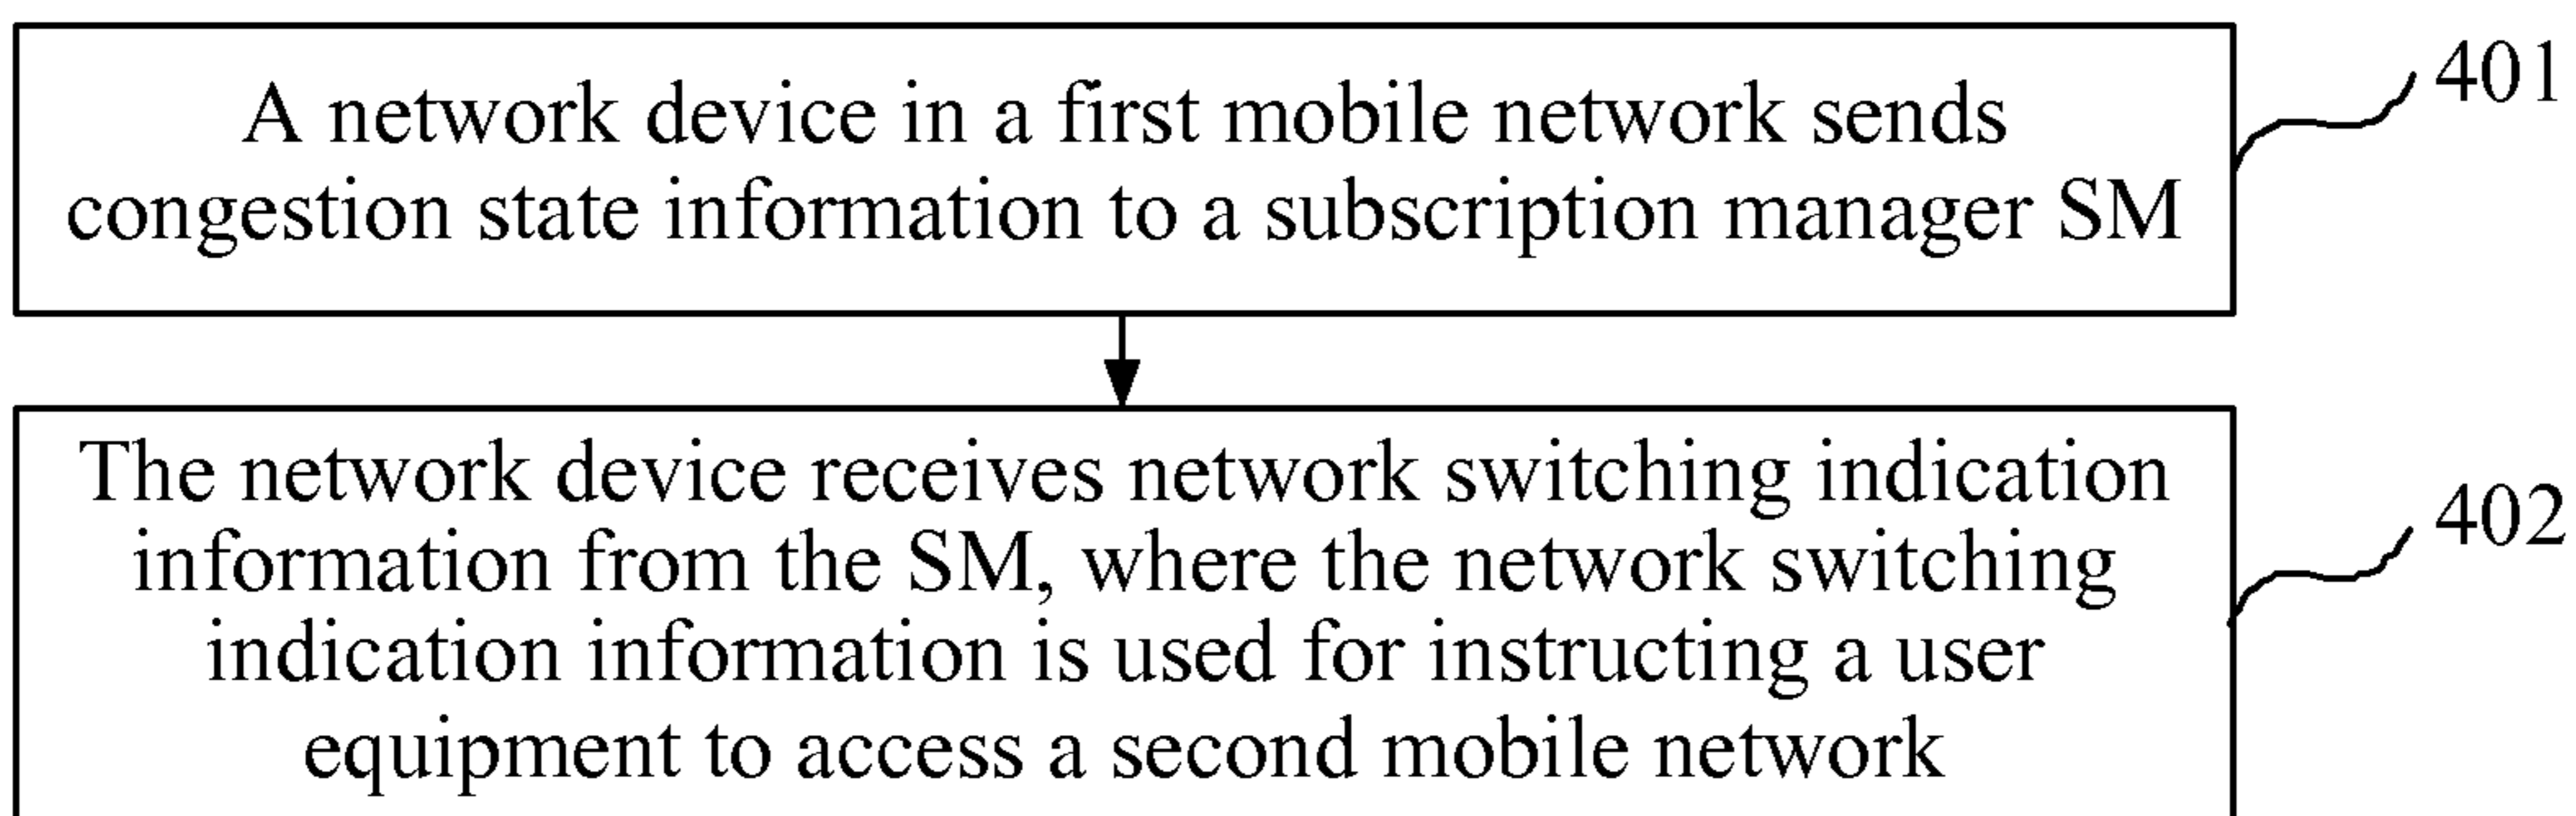 A network device in a first mobile network sends
congestion state information to a subscription manager SM
401
The network device receives network switching indication
information from the SM, where the network switching
indication information is used for instructing a user
equipment to access a second mobile network
402